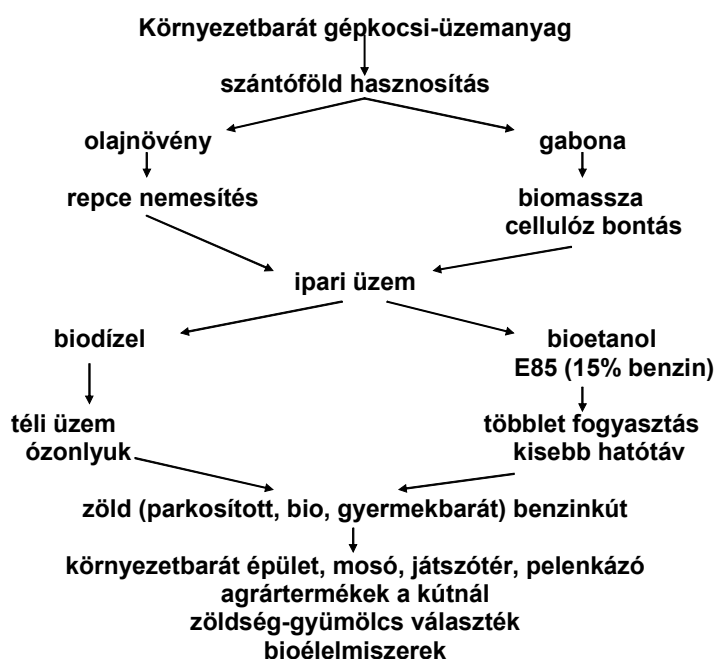 Környezetbarát gépkocsi-üzemanyag
szántóföld hasznosítás
olajnövény
gabona
repce nemesítés
biomassza
cellulóz bontás
ipari üzem
biodízel
bioetanol
E85 (15% benzin)
téli üzem
ózonlyuk
többlet fogyasztás
kisebb hatótáv
zöld (parkosított, bio, gyermekbarát) benzinkút
környezetbarát épület, mosó, játszótér, pelenkázó
agrártermékek a kútnál
zöldség-gyümölcs választék
bioélelmiszerek